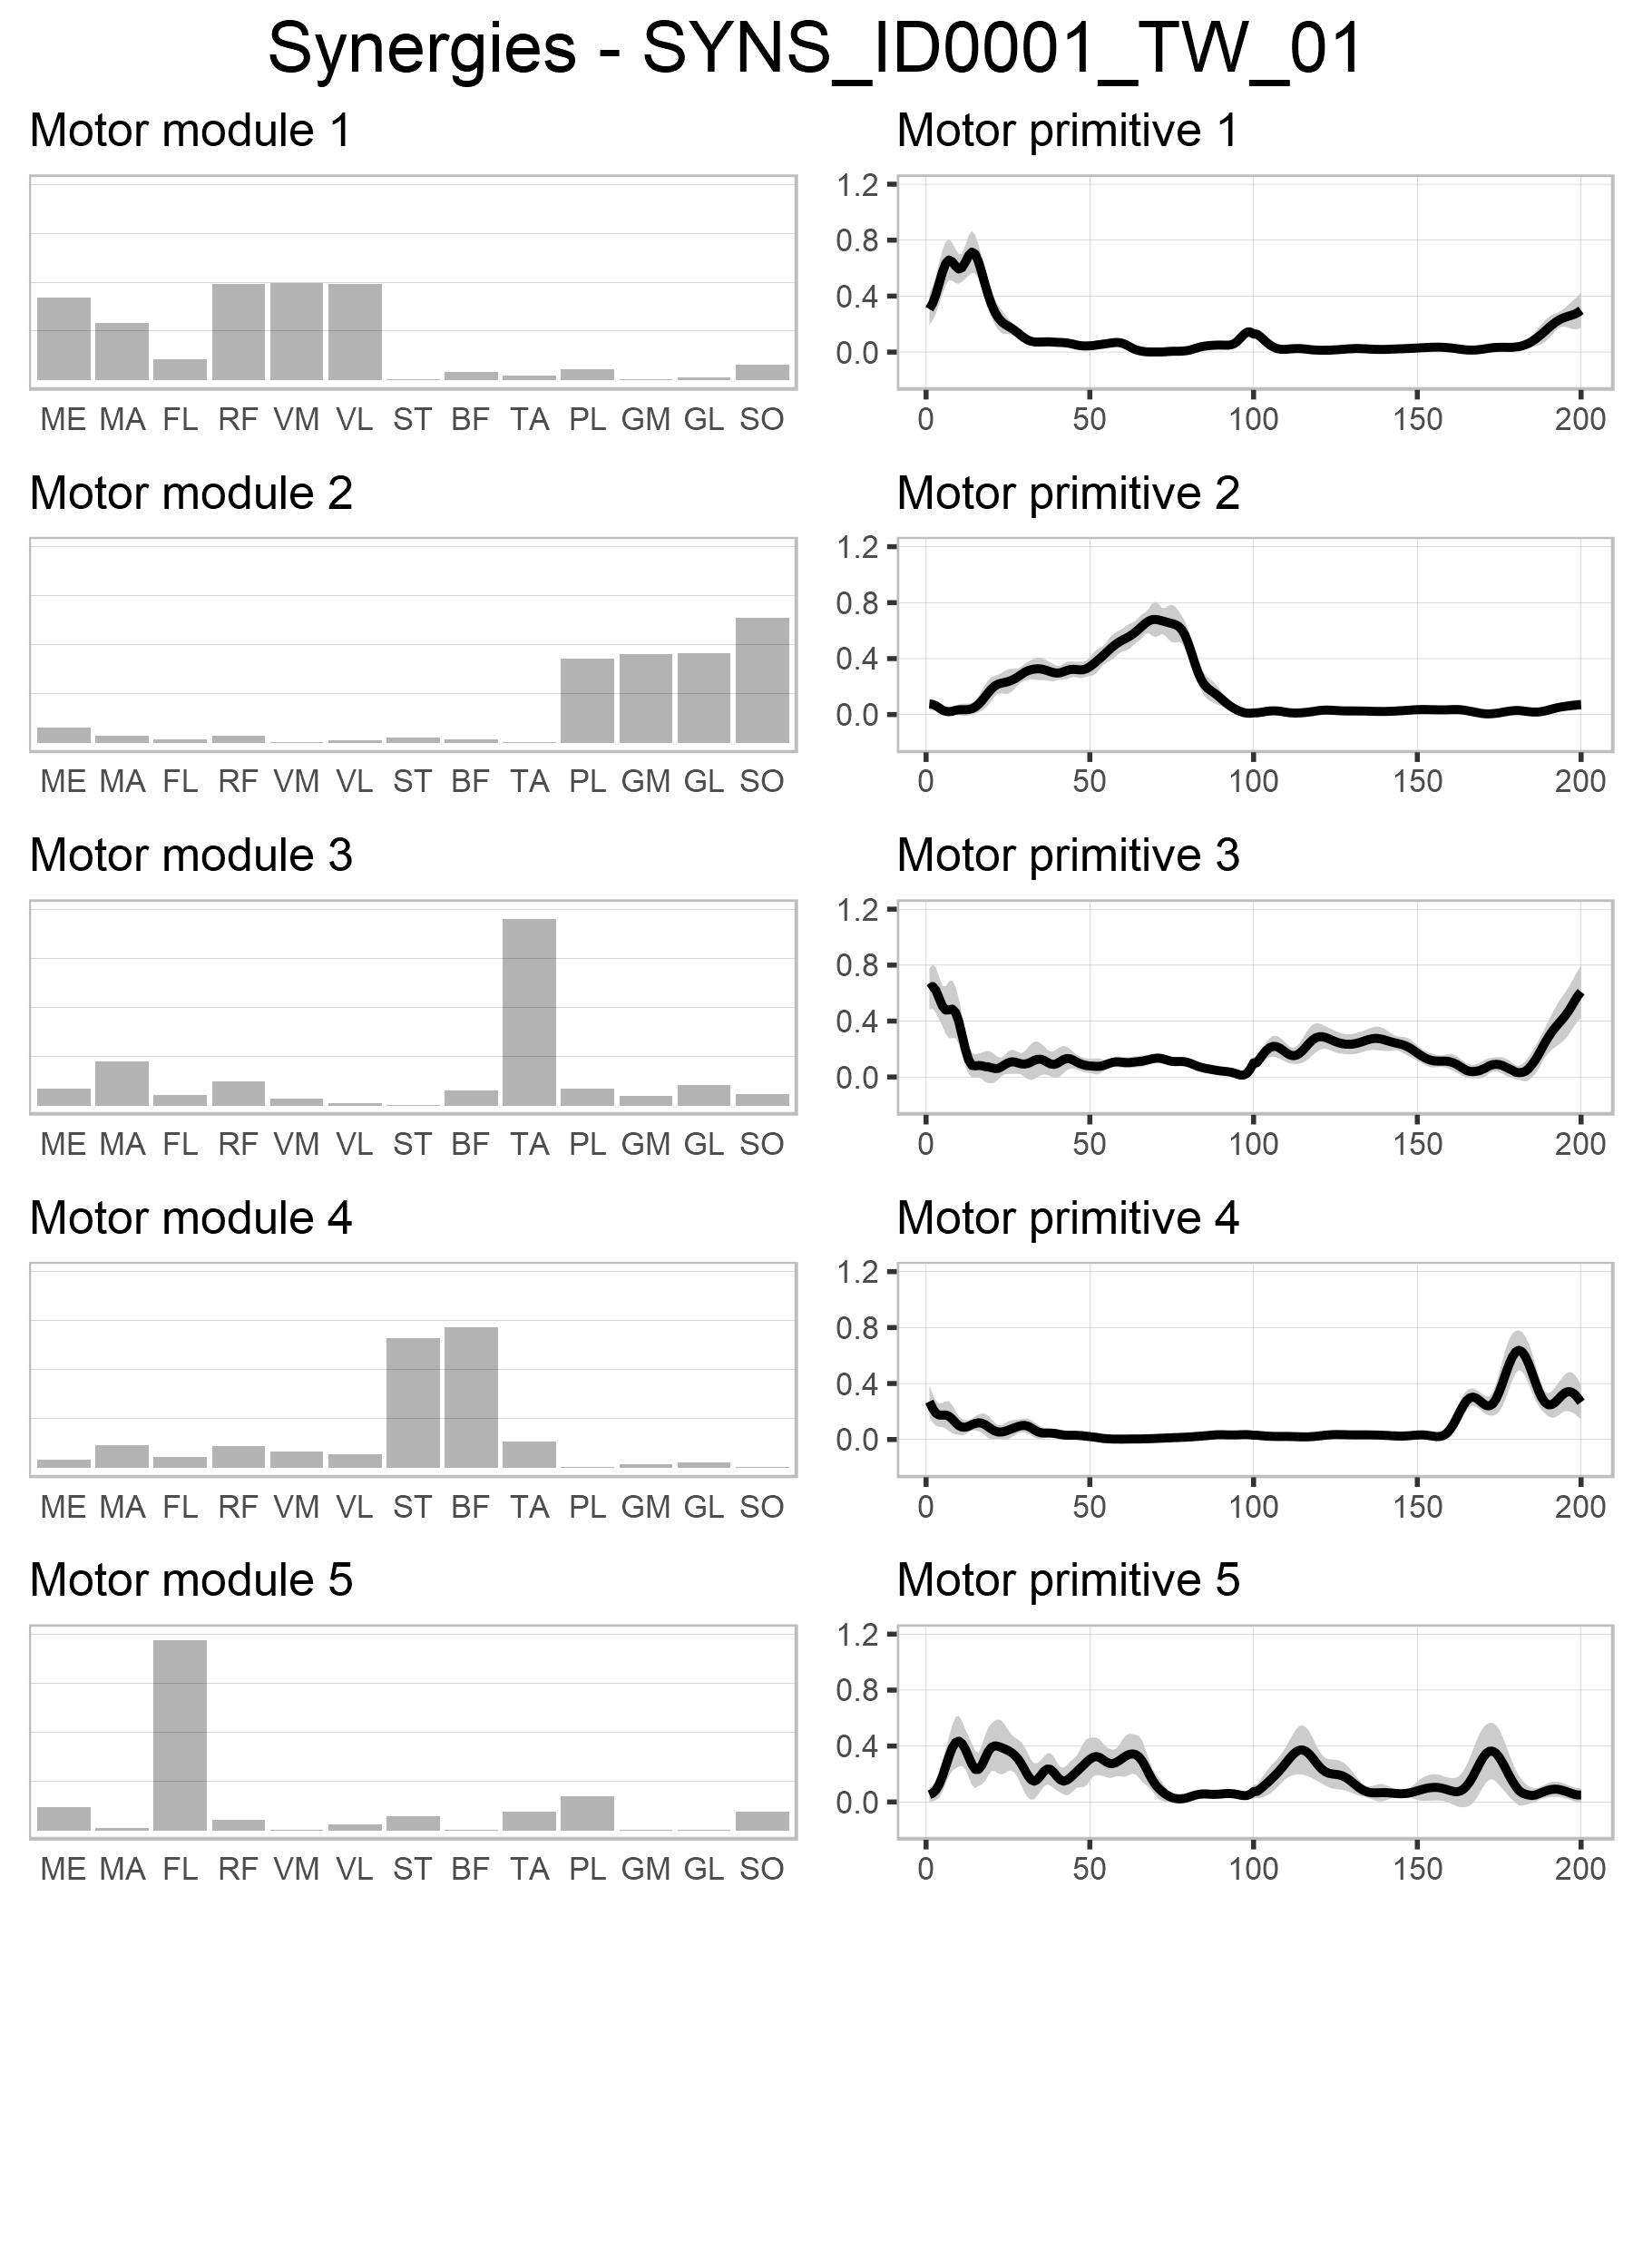 Synergies - SYNS_ID0001_TW_01
Motor module 1
Motor primitive 1
1.2
0.8
0.4
0.0
ME MA FL RF VM VL ST BF TA PL GM GL SO
0 50 100 150 200
Motor module 2
Motor primitive 2
1.2
0.8
0.4
0.0
ME MA FL RF VM VL ST BF TA PL GM GL SO
0 50 100 150 200
Motor module 3
Motor primitive 3
1.2
0.8
0.4
0.0
ME MA FL RF VM VL ST BF TA PL GM GL SO
0 50 100 150 200
Motor module 4
Motor primitive 4
1.2
0.8
0.4
0.0
ME MA FL RF VM VL ST BF TA PL GM GL SO
0 50 100 150 200
Motor module 5
Motor primitive 5
1.2
0.8
0.4
0.0
ME MA FL RF VM VL ST BF TA PL GM GL SO
0 50 100 150 200